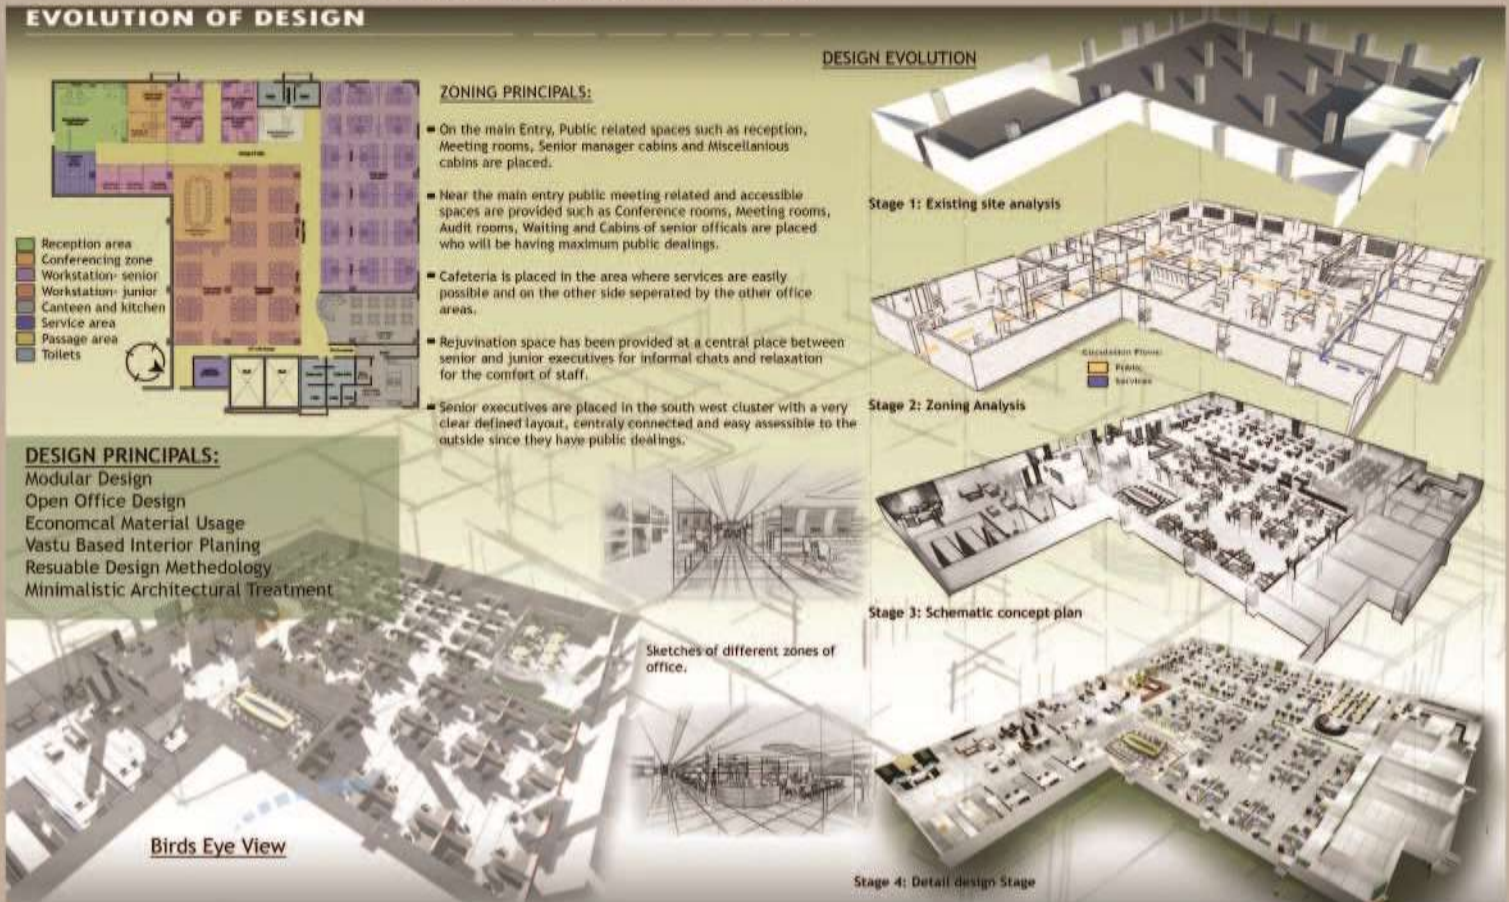 EVOLUTION OF DESIGN
Reception area
Conferencing zone
Workstation- senior
Workstation- junior
Canteen and kitchen
Service area
Passage area
Toilets
DESIGN PRINCIPALS:
Modular Design
Open Office Design
Economcal Material Usage
Vastu Based Interior Planing
Resuable Design Methedology
Minimalistic Architectural Treatment
Birds Eye View
ZONING PRINCIPALS:
On the main Entry, Public related spaces such as reception,
Meeting rooms, Senior manager cabins and Miscellanious
cabins are placed.
Near the main entry public meeting related and accessible
spaces are provided such as Conference rooms, Meeting rooms,
Audit rooms, Waiting and Cabins of senior officals are placed
who will be having maximum public dealings.
Cafeteria is placed in the area where services are easily
possible and on the other side seperated by the other office
areas.
Rejuvination space has been provided at a central place between
senior and junior executives for informal chats and relaxation
for the comfort of staff.
Senior executives are placed in the south west cluster with a very
clear defined layout, centraly connected and easy assessible to the
outside since they have public dealings.
Sketches of different zones of
office.
DESIGN EVOLUTION
Stage 1: Existing site analysis
Circulation Plans:
Public
Services
Stage 2: Zoning Analysis
Stage 3: Schematic concept plan
Stage 4: Detail design Stage